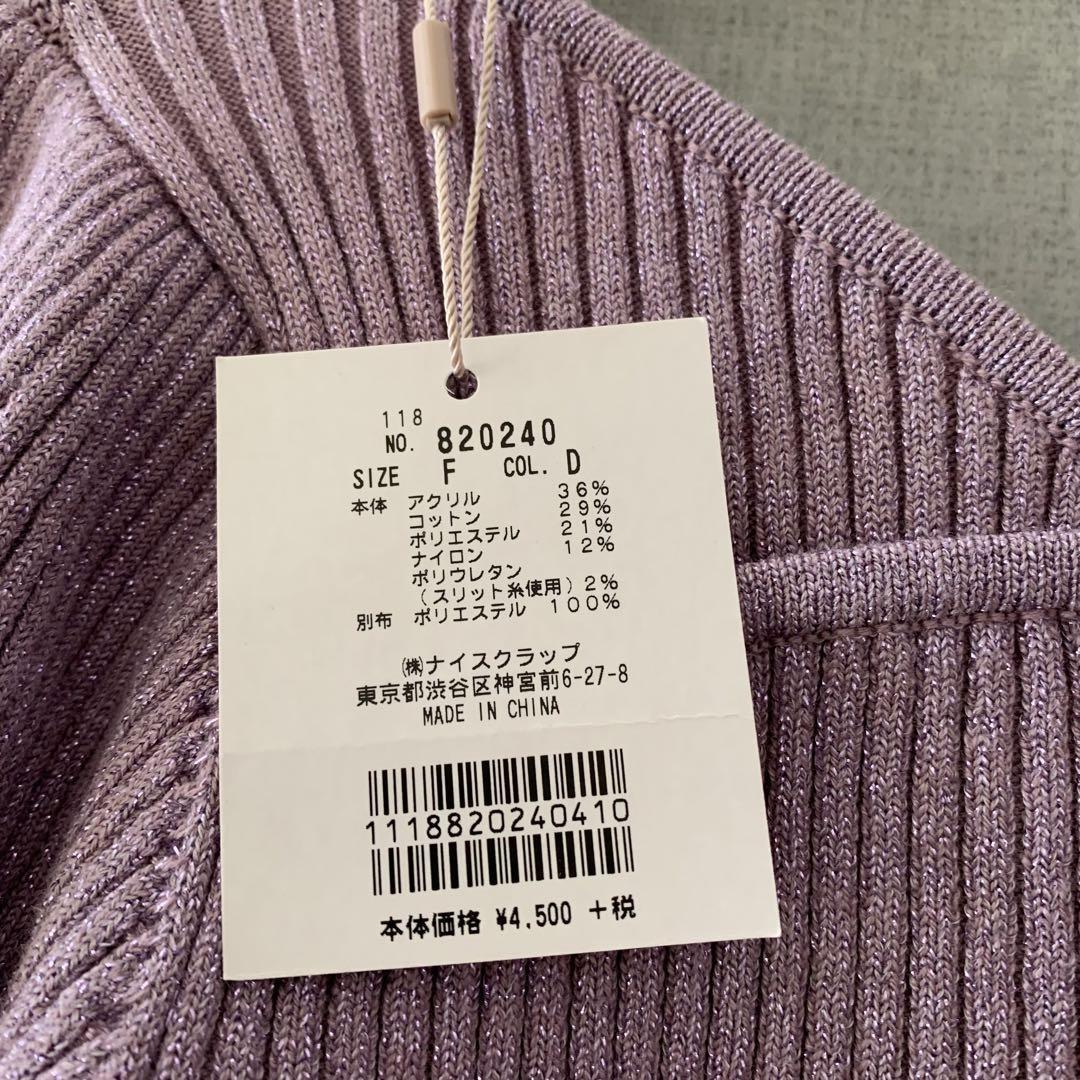 118
NO. 820240
SIZE F COL. D
本体 アクリル 36%
コットン 29%
ポリエステル 21%
ナイロン 12%
ポリウレタン
(スリット糸使用)2%
別布 ポリエステル 100%
㈱ナイスクラップ
東京都渋谷区神宮前6-27-8
MADE IN CHINA
1118820240410
本体価格 ¥4,500 +税